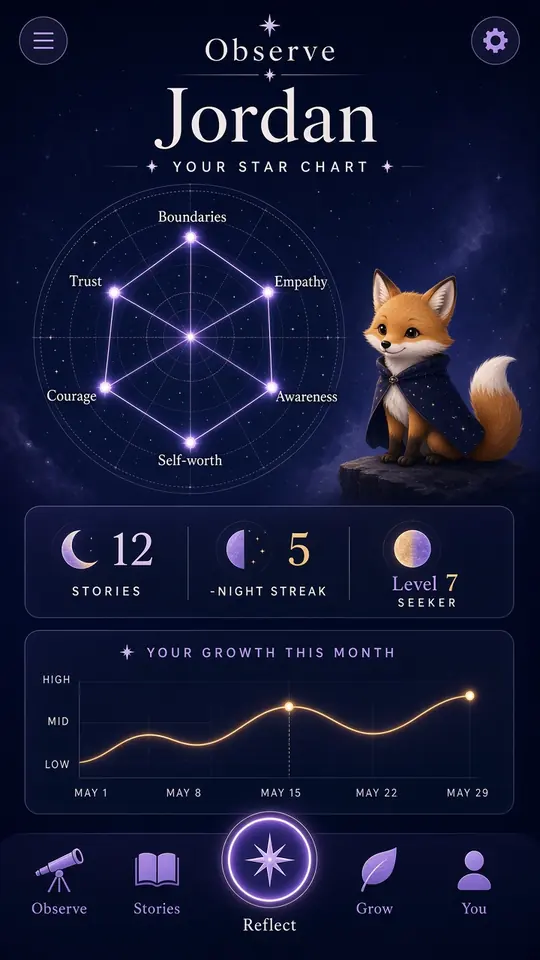 Observe
Jordan
YOUR STAR CHART
Boundaries
Trust
Empathy
Courage
Awareness
Self-worth
12
STORIES
5
-NIGHT STREAK
Level 7
SEEKER
YOUR GROWTH THIS MONTH
HIGH
MID
LOW
MAY 1
MAY 8
MAY 15
MAY 22
MAY 29
Observe
Stories
Reflect
Grow
You